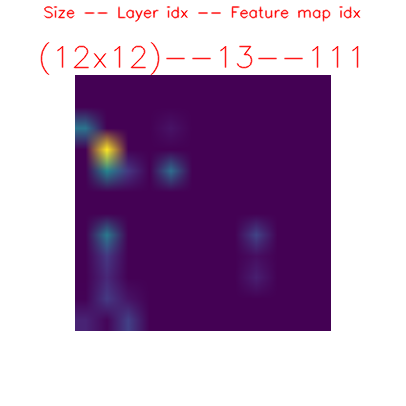 Size -- Layer idx -- Feature map idx
(12x12)--13--111